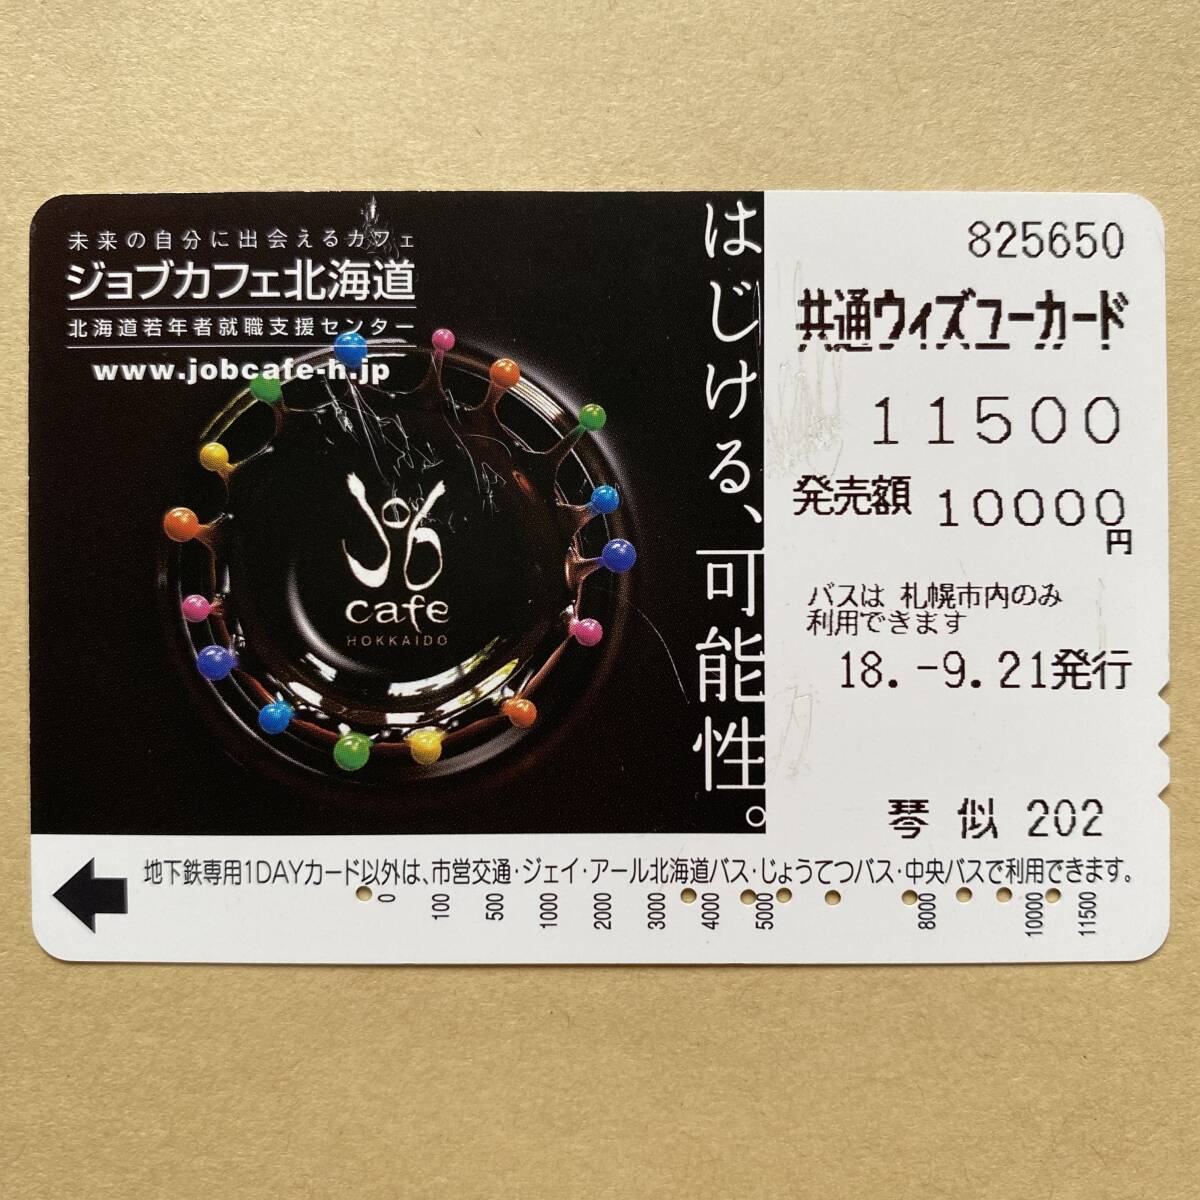 未来の自分に出会えるカフェ
ジョブカフェ北海道
北海道若年者就職支援センター
www.jobcafe-h.jp
Job
cafe
HOKKAIDO
はじける、可能性。
825650
共通ウィズユーカード
11500
発売額 10000円
バスは 札幌市内のみ
利用できます
18.-9.21発行
琴似 202
地下鉄専用1DAYカード以外は、市営交通・ジェイ・アール北海道バス・じょうてつバス・中央バスで利用できます。
0 100 500 1000 2000 3000 4000 5000 8000 10000 11500